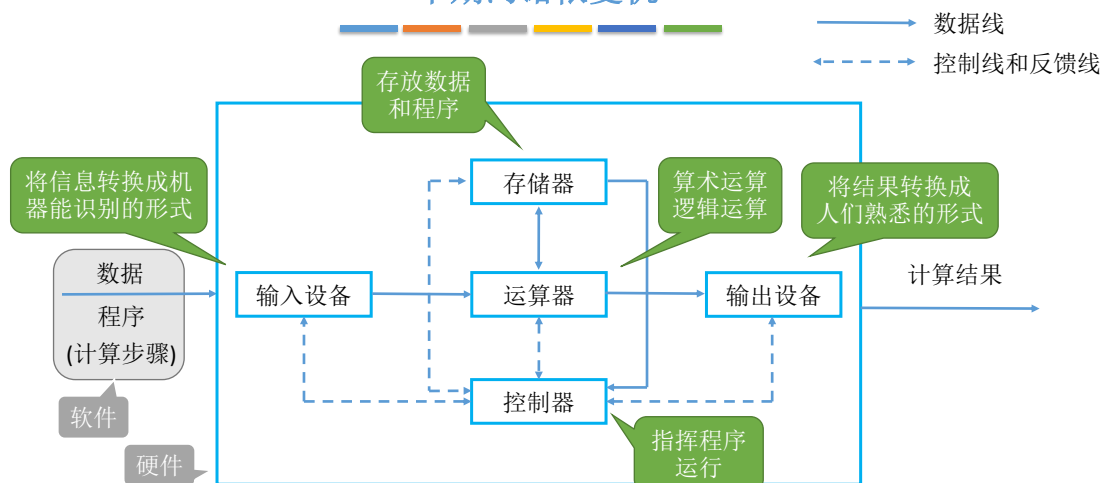 数据线
控制线和反馈线
存放数据
和程序
将信息转换成机
器能识别的形式
存储器
算术运算
逻辑运算
将结果转换成
人们熟悉的形式
数据
程序
(计算步骤)
输入设备
运算器
输出设备
计算结果
控制器
软件
硬件
指挥程序
运行